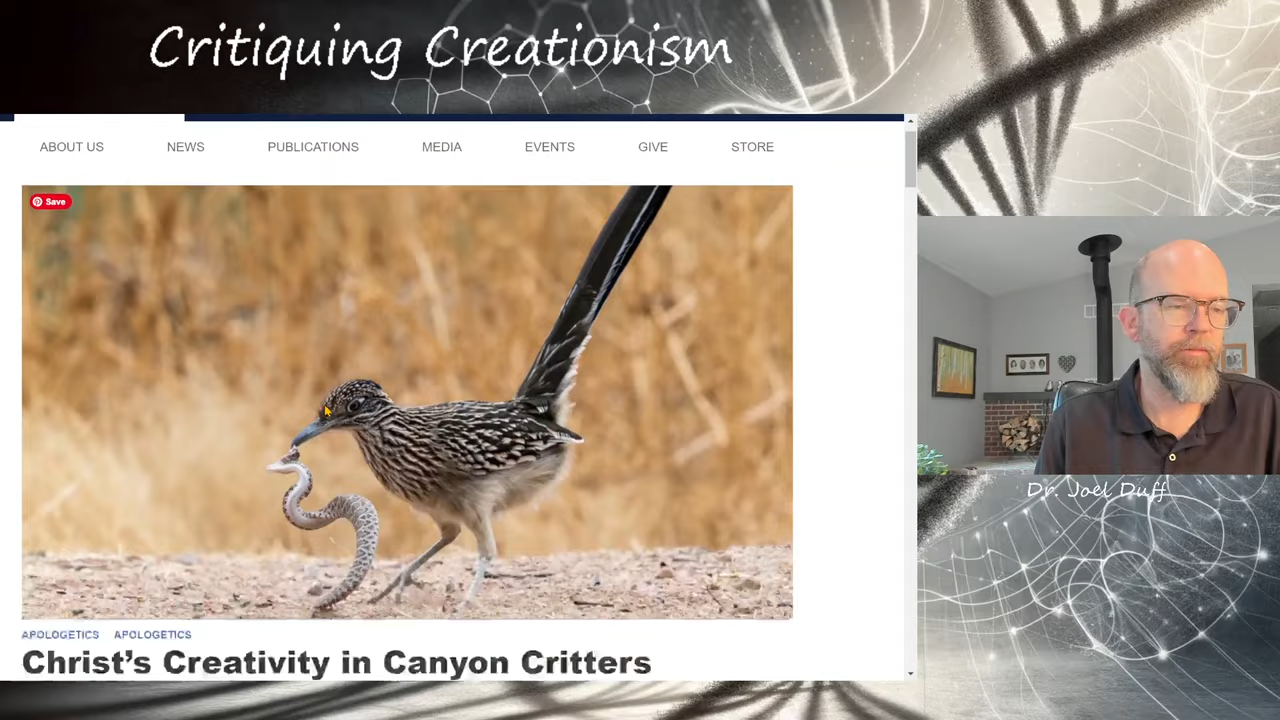 Critiquing Creationism
ABOUT US NEWS PUBLICATIONS MEDIA EVENTS GIVE STORE
Save
APOLOGETICS APOLOGETICS
Christ’s Creativity in Canyon Critters
Dr. Joel Duff